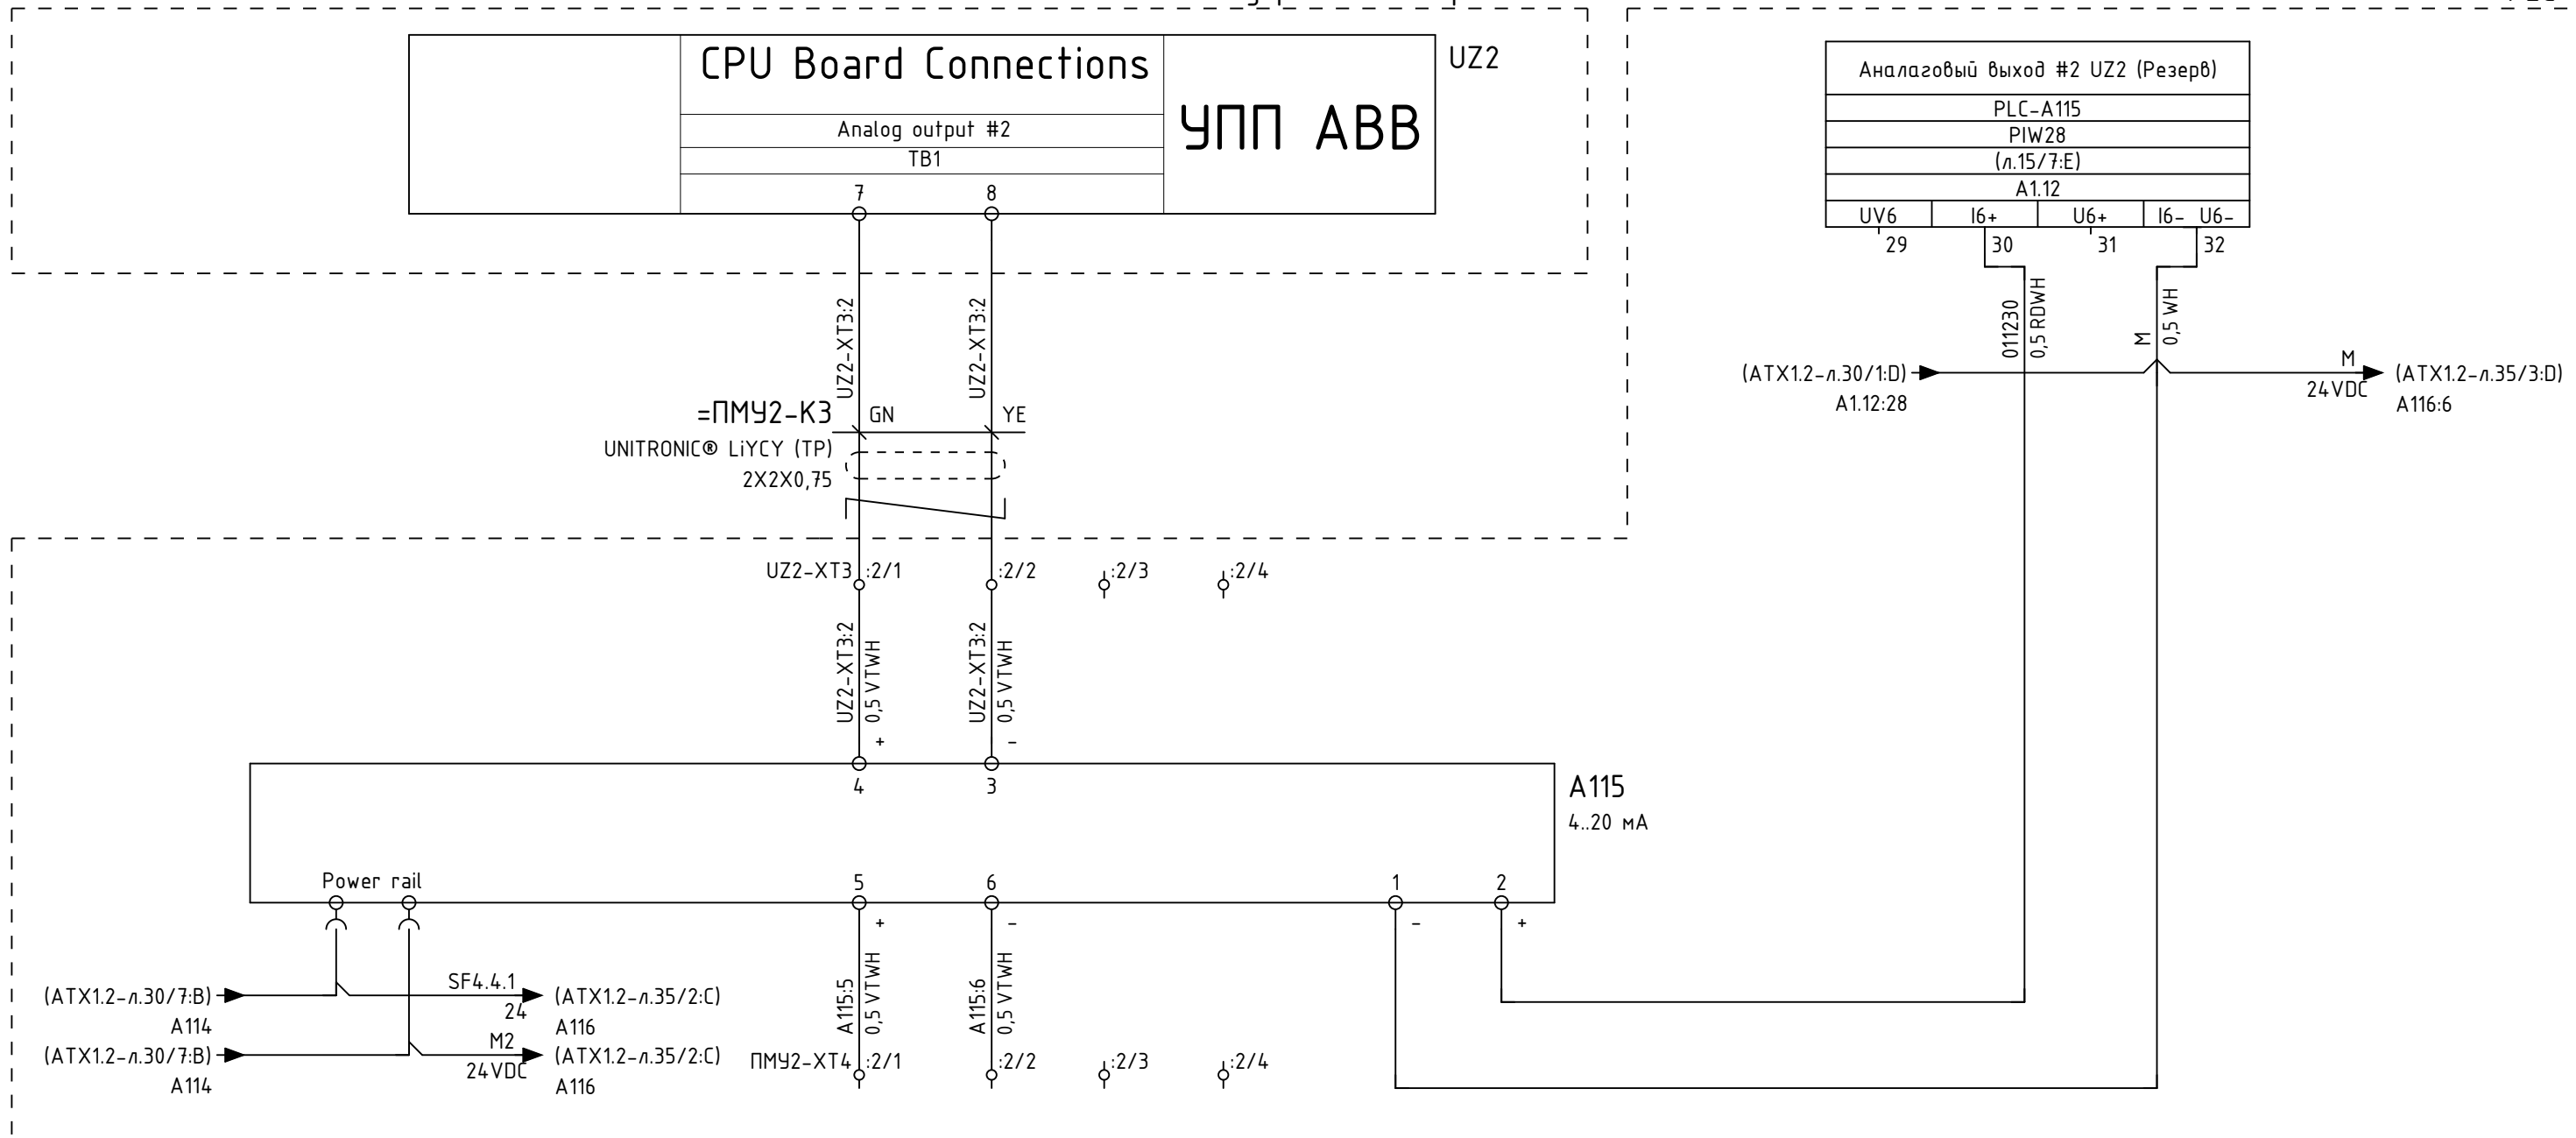 CPU Board Connections
Analog output #2
TB1
7
8
УПП ABB
UZ2
Аналаговый выход #2 UZ2 (Резерв)
PLC-A115
PIW28
(л.15/7:E)
A1.12
UV6
I6+
U6+
I6-
U6-
29
30
31
32
UZ2-XT3:2
UZ2-XT3:2
011230
0,5 RDWH
M
0,5 WH
(ATX1.2-л.30/1:D)
A1.12:28
M
24VDC
(ATX1.2-л.35/3:D)
A116:6
=ПМУ2-К3
GN
YE
UNITRONIC® LiYCY (TP)
2X2X0,75
UZ2-XT3
:2/1
:2/2
:2/3
:2/4
UZ2-XT3:2
0,5 VTWH
UZ2-XT3:2
0,5 VTWH
+
-
4
3
A115
4..20 мА
Power rail
5
6
1
2
+
-
-
+
(ATX1.2-л.30/7:B)
A114
SF4.4.1
24
(ATX1.2-л.35/2:C)
A116
(ATX1.2-л.30/7:B)
A114
M2
24VDC
(ATX1.2-л.35/2:C)
A116
A115:5
0,5 VTWH
A115:6
0,5 VTWH
ПМУ2-XT4
:2/1
:2/2
:2/3
:2/4